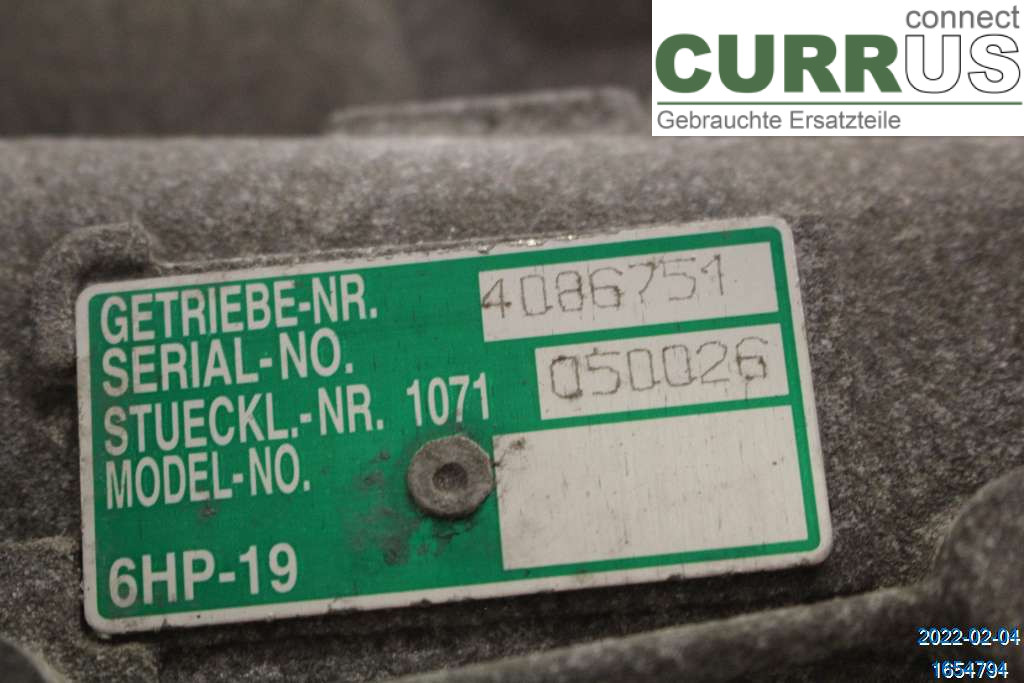 connect
CURRUS
Gebrauchte Ersatzteile
GETRIEBE-NR. 4086751
SERIAL-NO.
STUECKL.-NR. 1071 050026
MODEL-NO.
6HP-19
2022-02-04
1654794